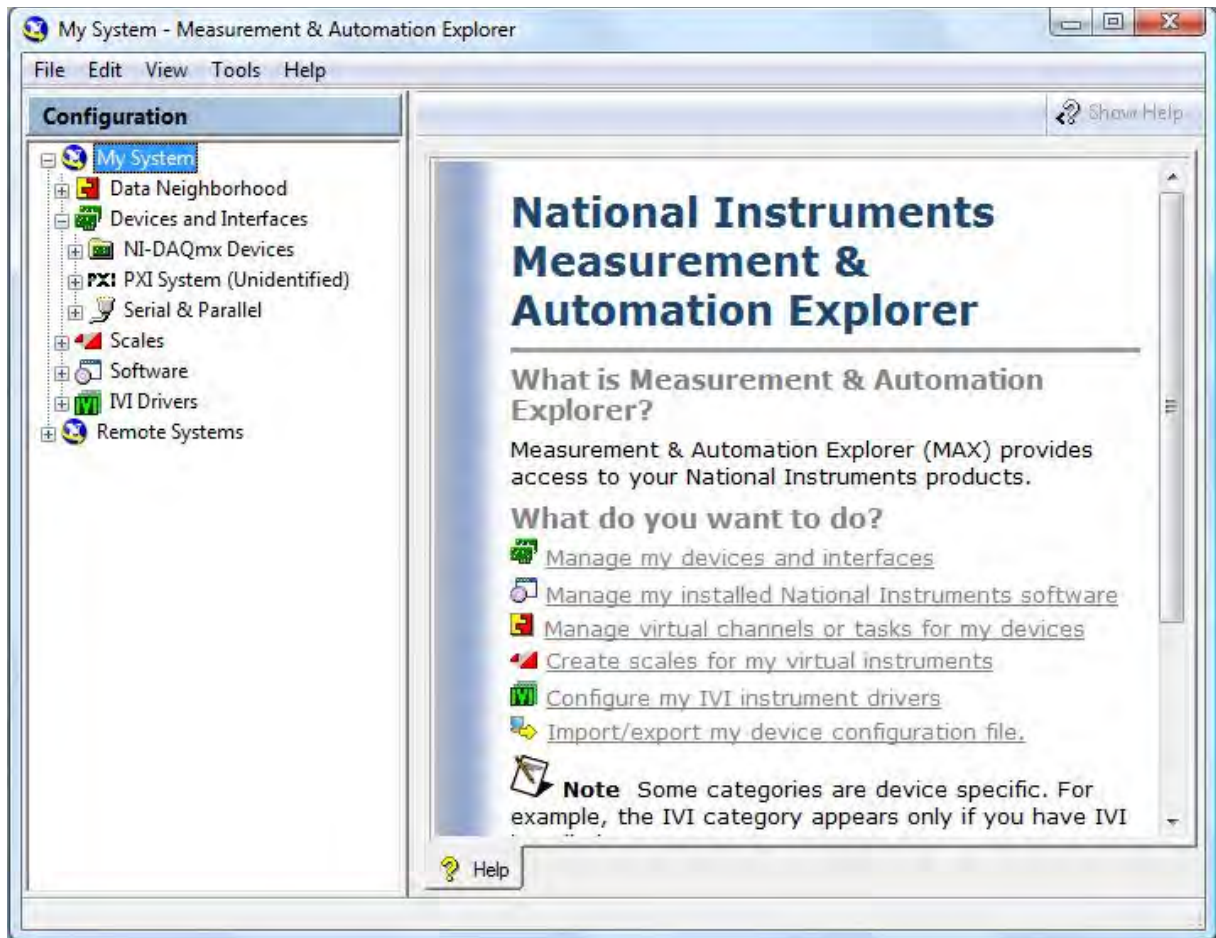 My System - Measurement & Automation Explorer
File Edit View Tools Help
Configuration
Show Help
My System
Data Neighborhood
Devices and Interfaces
NI-DAQmx Devices
PXI PXI System (Unidentified)
Serial & Parallel
Scales
Software
IVI IVI Drivers
Remote Systems
National Instruments
Measurement &
Automation Explorer
What is Measurement & Automation
Explorer?
Measurement & Automation Explorer (MAX) provides
access to your National Instruments products.
What do you want to do?
Manage my devices and interfaces
Manage my installed National Instruments software
Manage virtual channels or tasks for my devices
Create scales for my virtual instruments
IVI Configure my IVI instrument drivers
Import/export my device configuration file.
Note Some categories are device specific. For
example, the IVI category appears only if you have IVI
Help